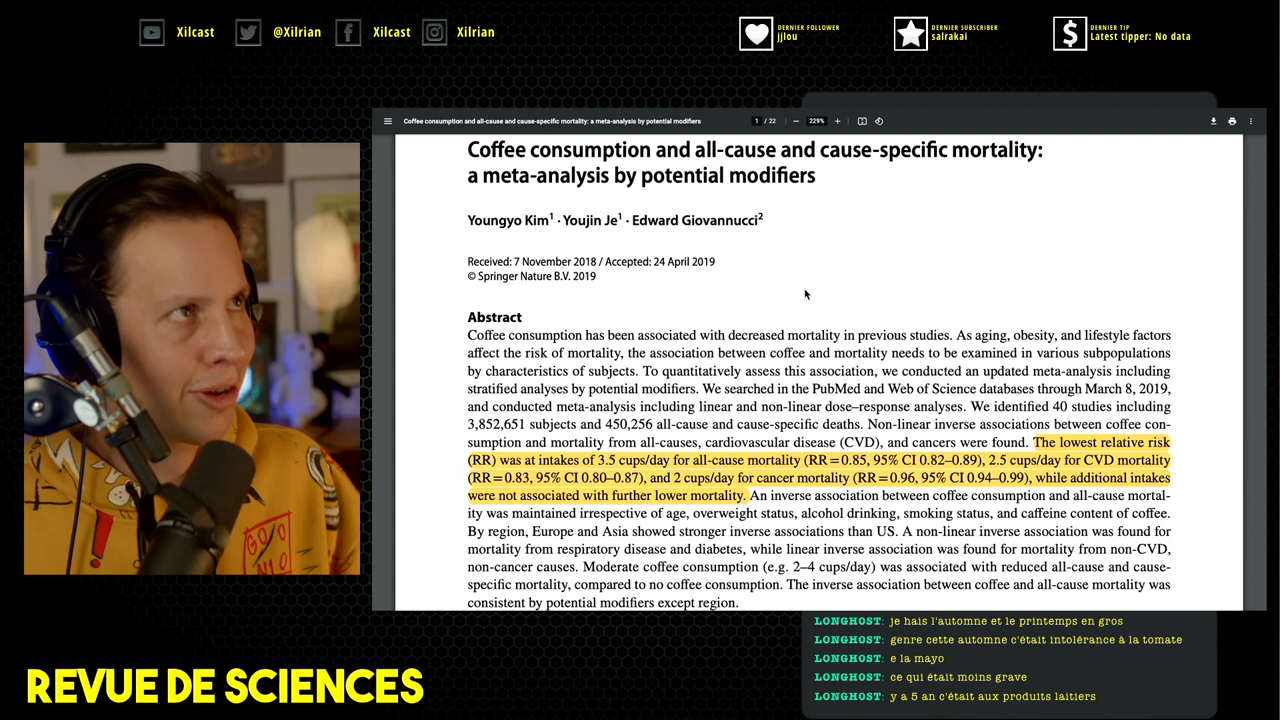 Xilcast
@Xilrian
Xilcast
Xilrian
DERNIER FOLLOWER
jjlou
DERNIER SUBSCRIBER
salrakai
DERNIER TIP
Latest tipper: No data
Coffee consumption and all-cause and cause-specific mortality: a meta-analysis by potential modifiers
1 / 22
229%
Coffee consumption and all-cause and cause-specific mortality:
a meta-analysis by potential modifiers
Youngyo Kim1 · Youjin Je1 · Edward Giovannucci2
Received: 7 November 2018 / Accepted: 24 April 2019
© Springer Nature B.V. 2019
Abstract
Coffee consumption has been associated with decreased mortality in previous studies. As aging, obesity, and lifestyle factors
affect the risk of mortality, the association between coffee and mortality needs to be examined in various subpopulations
by characteristics of subjects. To quantitatively assess this association, we conducted an updated meta-analysis including
stratified analyses by potential modifiers. We searched in the PubMed and Web of Science databases through March 8, 2019,
and conducted meta-analysis including linear and non-linear dose–response analyses. We identified 40 studies including
3,852,651 subjects and 450,256 all-cause and cause-specific deaths. Non-linear inverse associations between coffee con-
sumption and mortality from all-causes, cardiovascular disease (CVD), and cancers were found. The lowest relative risk
(RR) was at intakes of 3.5 cups/day for all-cause mortality (RR = 0.85, 95% CI 0.82–0.89), 2.5 cups/day for CVD mortality
(RR = 0.83, 95% CI 0.80–0.87), and 2 cups/day for cancer mortality (RR = 0.96, 95% CI 0.94–0.99), while additional intakes
were not associated with further lower mortality. An inverse association between coffee consumption and all-cause mortal-
ity was maintained irrespective of age, overweight status, alcohol drinking, smoking status, and caffeine content of coffee.
By region, Europe and Asia showed stronger inverse associations than US. A non-linear inverse association was found for
mortality from respiratory disease and diabetes, while linear inverse association was found for mortality from non-CVD,
non-cancer causes. Moderate coffee consumption (e.g. 2–4 cups/day) was associated with reduced all-cause and cause-
specific mortality, compared to no coffee consumption. The inverse association between coffee and all-cause mortality was
consistent by potential modifiers except region.
LONGHOST: je hais l'automne et le printemps en gros
LONGHOST: genre cette automne c'était intolérance à la tomate
LONGHOST: e la mayo
LONGHOST: ce qui était moins grave
LONGHOST: y a 5 an c'était aux produits laitiers
REVUE DE SCIENCES